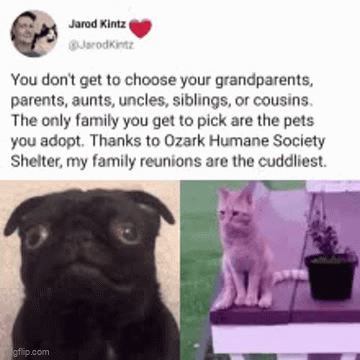 Jarod Kintz
@JarodKintz
You don't get to choose your grandparents,
parents, aunts, uncles, siblings, or cousins.
The only family you get to pick are the pets
you adopt. Thanks to Ozark Humane Society
Shelter, my family reunions are the cuddliest.
gflip.com